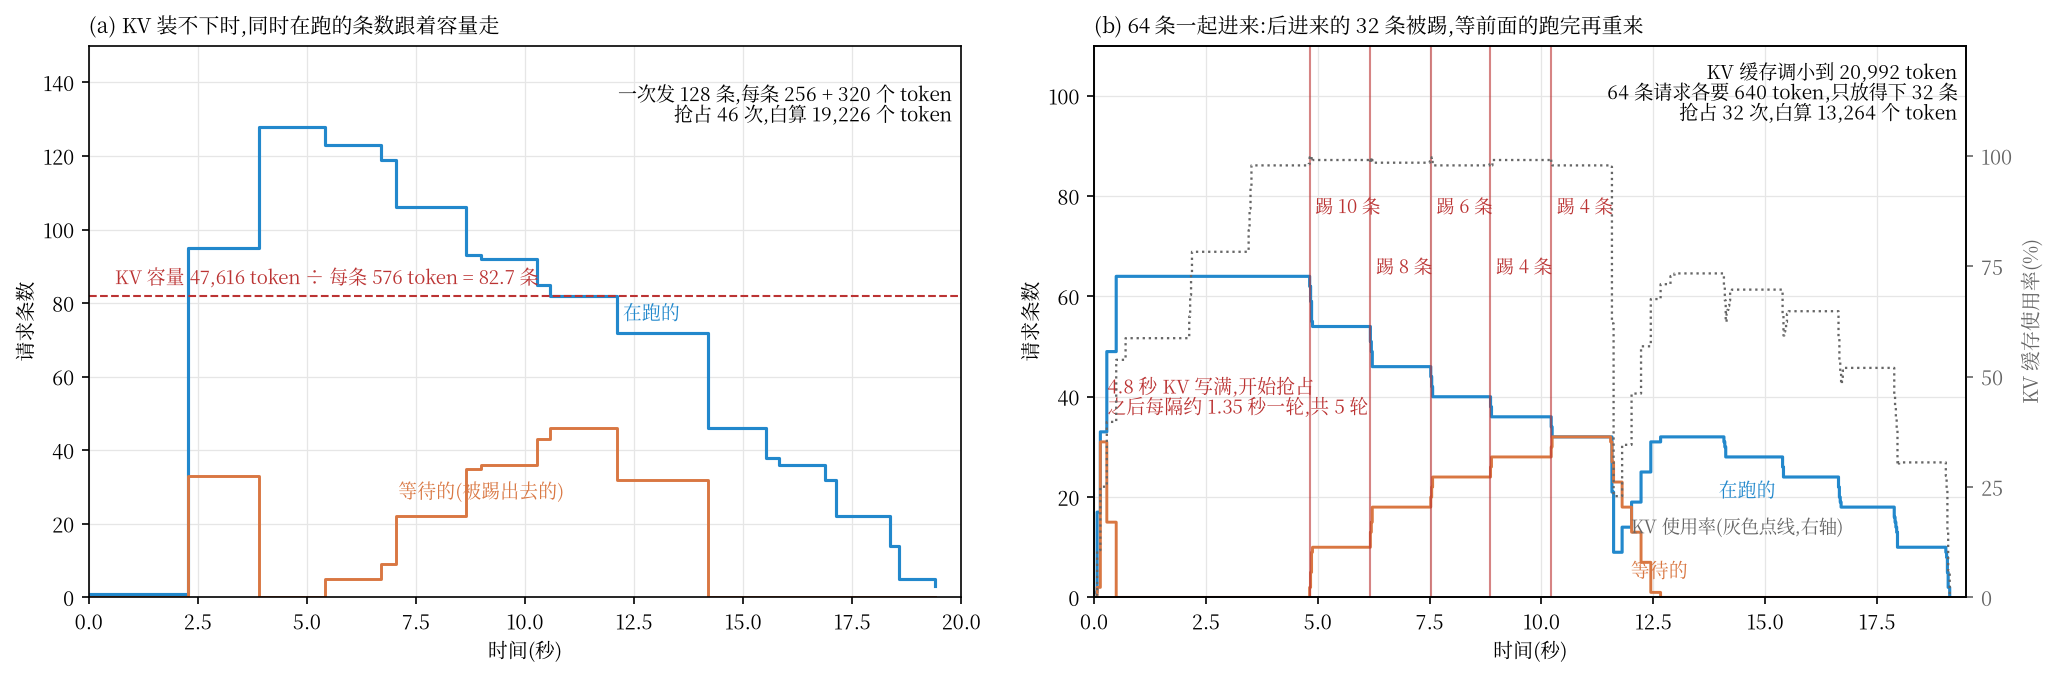 (a) KV 装不下时,同时在跑的条数跟着容量走
一次发 128 条,每条 256 + 320 个 token
抢占 46 次,白算 19,226 个 token
KV 容量 47,616 token ÷ 每条 576 token = 82.7 条
在跑的
等待的(被踢出去的)
请求条数
0
20
40
60
80
100
120
140
0.0
2.5
5.0
7.5
10.0
12.5
15.0
17.5
20.0
时间(秒)
(b) 64 条一起进来:后进来的 32 条被踢,等前面的跑完再重来
KV 缓存调小到 20,992 token
64 条请求各要 640 token,只放得下 32 条
抢占 32 次,白算 13,264 个 token
踢 10 条
踢 6 条
踢 4 条
踢 8 条
踢 4 条
4.8 秒 KV 写满,开始抢占
之后每隔约 1.35 秒一轮,共 5 轮
在跑的
KV 使用率(灰色点线,右轴)
等待的
请求条数
0
20
40
60
80
100
0.0
2.5
5.0
7.5
10.0
12.5
15.0
17.5
时间(秒)
0
25
50
75
100
KV 缓存使用率(%)